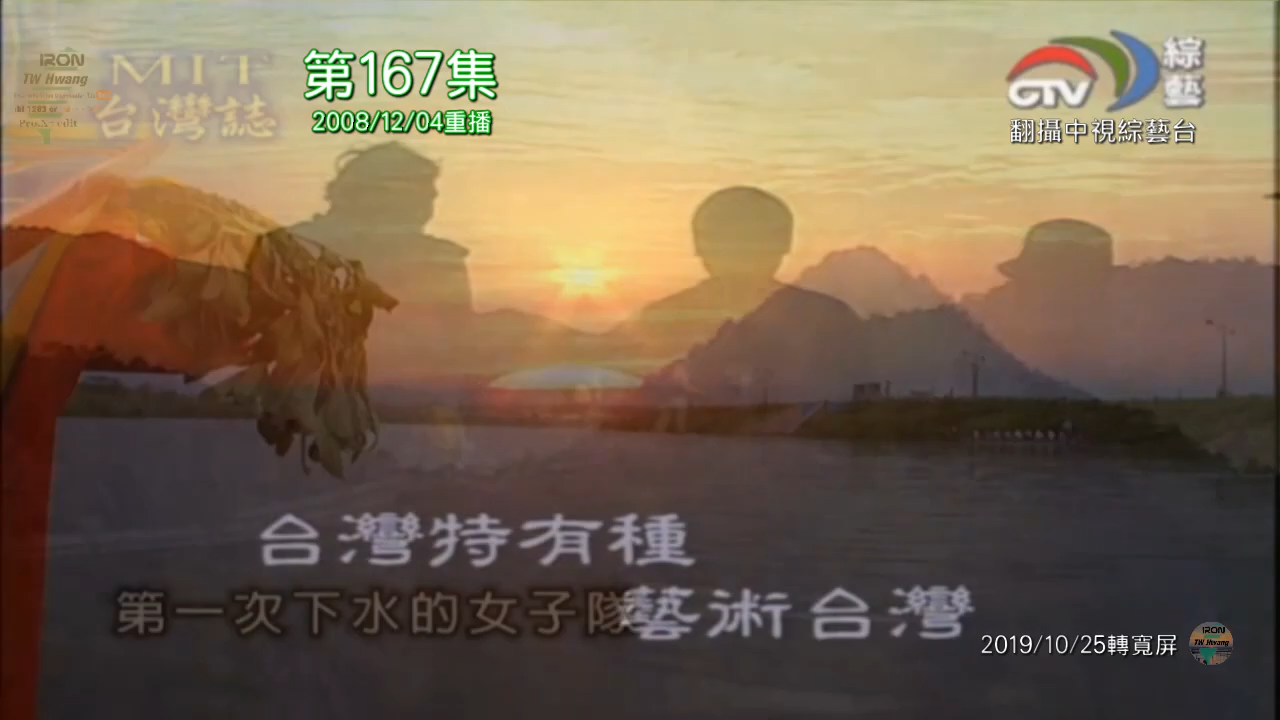 IRON
TW Hwang
MIT
台灣誌
第167集
2008/12/04重播
CTV
綜藝
翻攝中視綜藝台
台灣特有種
第一次下水的女子隊
藝術台灣
2019/10/25轉寬屏
IRON
TW Hwang